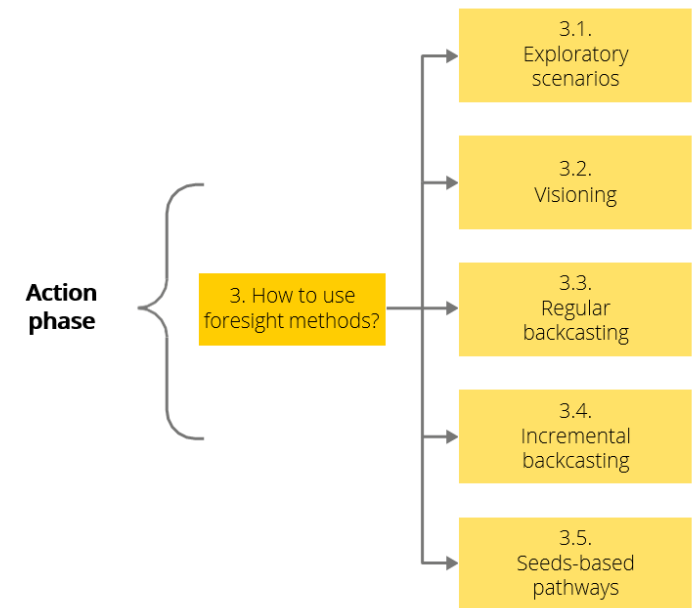 3.1.
Exploratory
scenarios
3.2.
Visioning
Action
phase
3. How to use
foresight methods?
3.3.
Regular
backcasting
3.4.
Incremental
backcasting
3.5.
Seeds-based
pathways